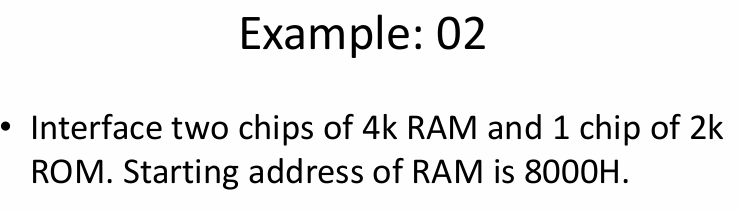 Example: 02
• Interface two chips of 4k RAM and 1 chip of 2k
ROM. Starting address of RAM is 8000H.